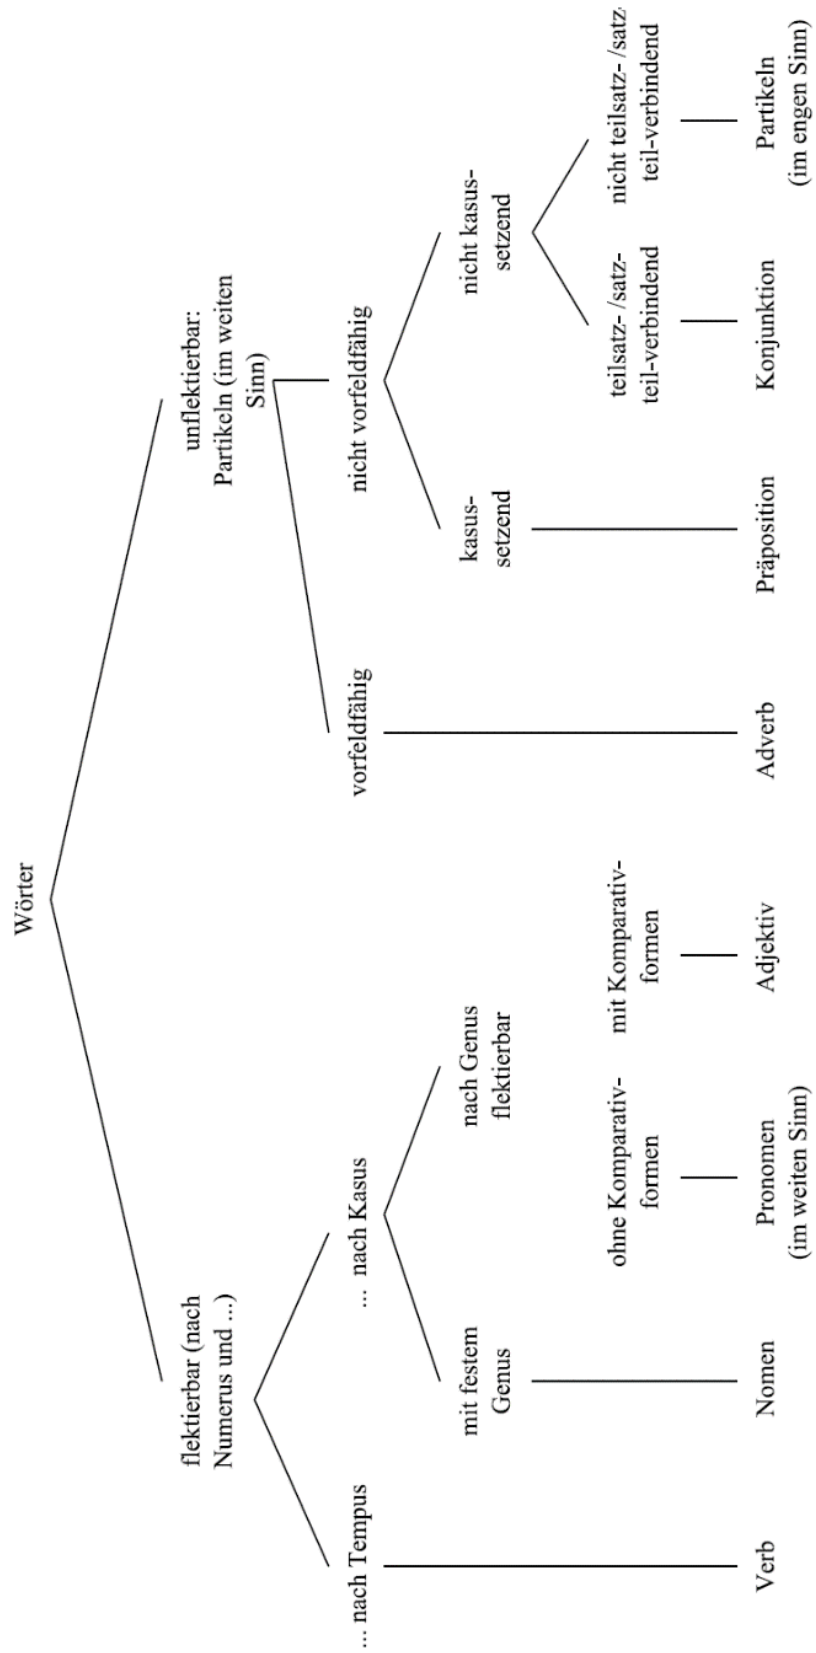 Wörter
flektierbar (nach
Numerus und ...)
unflektierbar:
Partikeln (im weiten
Sinn)
... nach Tempus
... nach Kasus
vorfeldfähig
nicht vorfeldfähig
mit festem
Genus
nach Genus
flektierbar
kasus-
setzend
nicht kasus-
setzend
ohne Komparativ-
formen
mit Komparativ-
formen
teilsatz- /satz-
teil-verbindend
nicht teilsatz- /satz
teil-verbindend
Verb
Nomen
Pronomen
(im weiten Sinn)
Adjektiv
Adverb
Präposition
Konjunktion
Partikeln
(im engen Sinn)